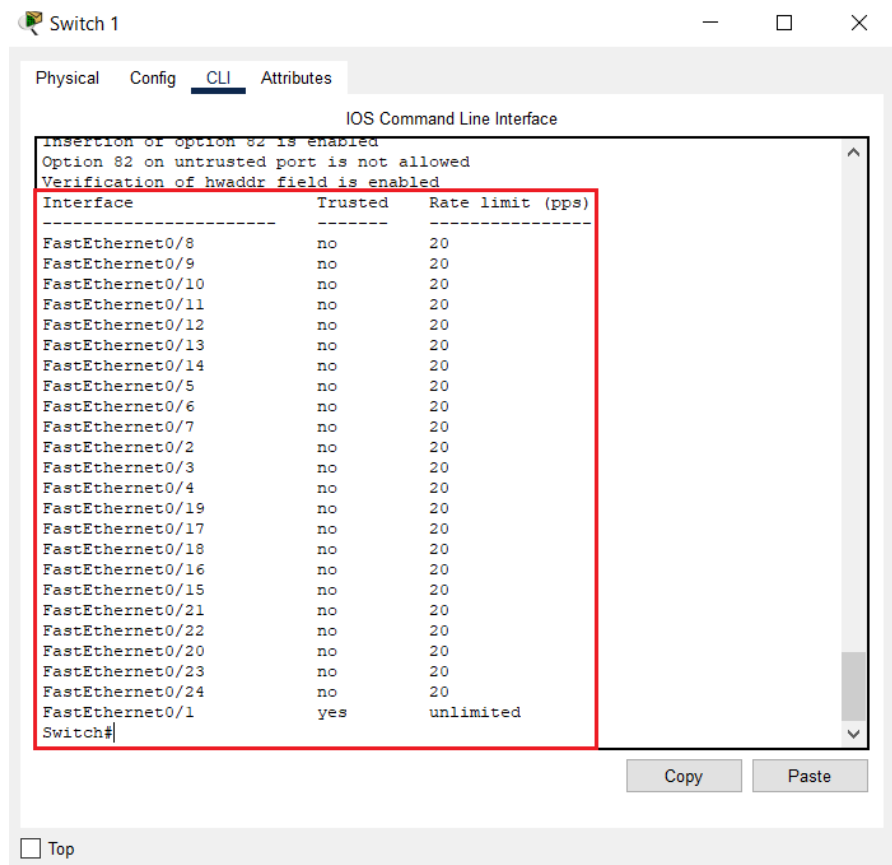 Switch 1
Physical Config CLI Attributes
IOS Command Line Interface
Insertion of option 82 is enabled
Option 82 on untrusted port is not allowed
Verification of hwaddr field is enabled
Interface Trusted Rate limit (pps)
------------------------ ------- ----------------
FastEthernet0/8 no 20
FastEthernet0/9 no 20
FastEthernet0/10 no 20
FastEthernet0/11 no 20
FastEthernet0/12 no 20
FastEthernet0/13 no 20
FastEthernet0/14 no 20
FastEthernet0/5 no 20
FastEthernet0/6 no 20
FastEthernet0/7 no 20
FastEthernet0/2 no 20
FastEthernet0/3 no 20
FastEthernet0/4 no 20
FastEthernet0/19 no 20
FastEthernet0/17 no 20
FastEthernet0/18 no 20
FastEthernet0/16 no 20
FastEthernet0/15 no 20
FastEthernet0/21 no 20
FastEthernet0/22 no 20
FastEthernet0/20 no 20
FastEthernet0/23 no 20
FastEthernet0/24 no 20
FastEthernet0/1 yes unlimited
Switch#
Copy Paste
Top